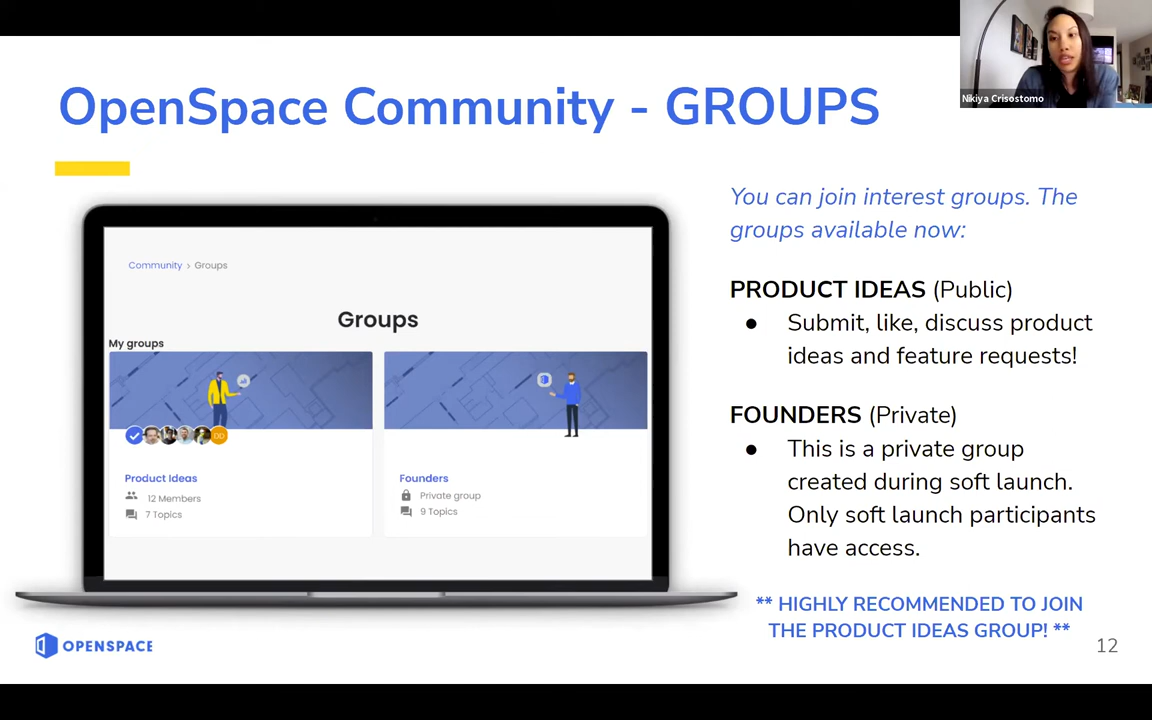 Nikiya Crisostomo
OpenSpace Community - GROUPS
Community > Groups
Groups
My groups
DD
Product Ideas
12 Members
7 Topics
Founders
Private group
9 Topics
You can join interest groups. The
groups available now:
PRODUCT IDEAS (Public)
● Submit, like, discuss product
ideas and feature requests!
FOUNDERS (Private)
● This is a private group
created during soft launch.
Only soft launch participants
have access.
** HIGHLY RECOMMENDED TO JOIN
THE PRODUCT IDEAS GROUP! **
OPENSPACE
12